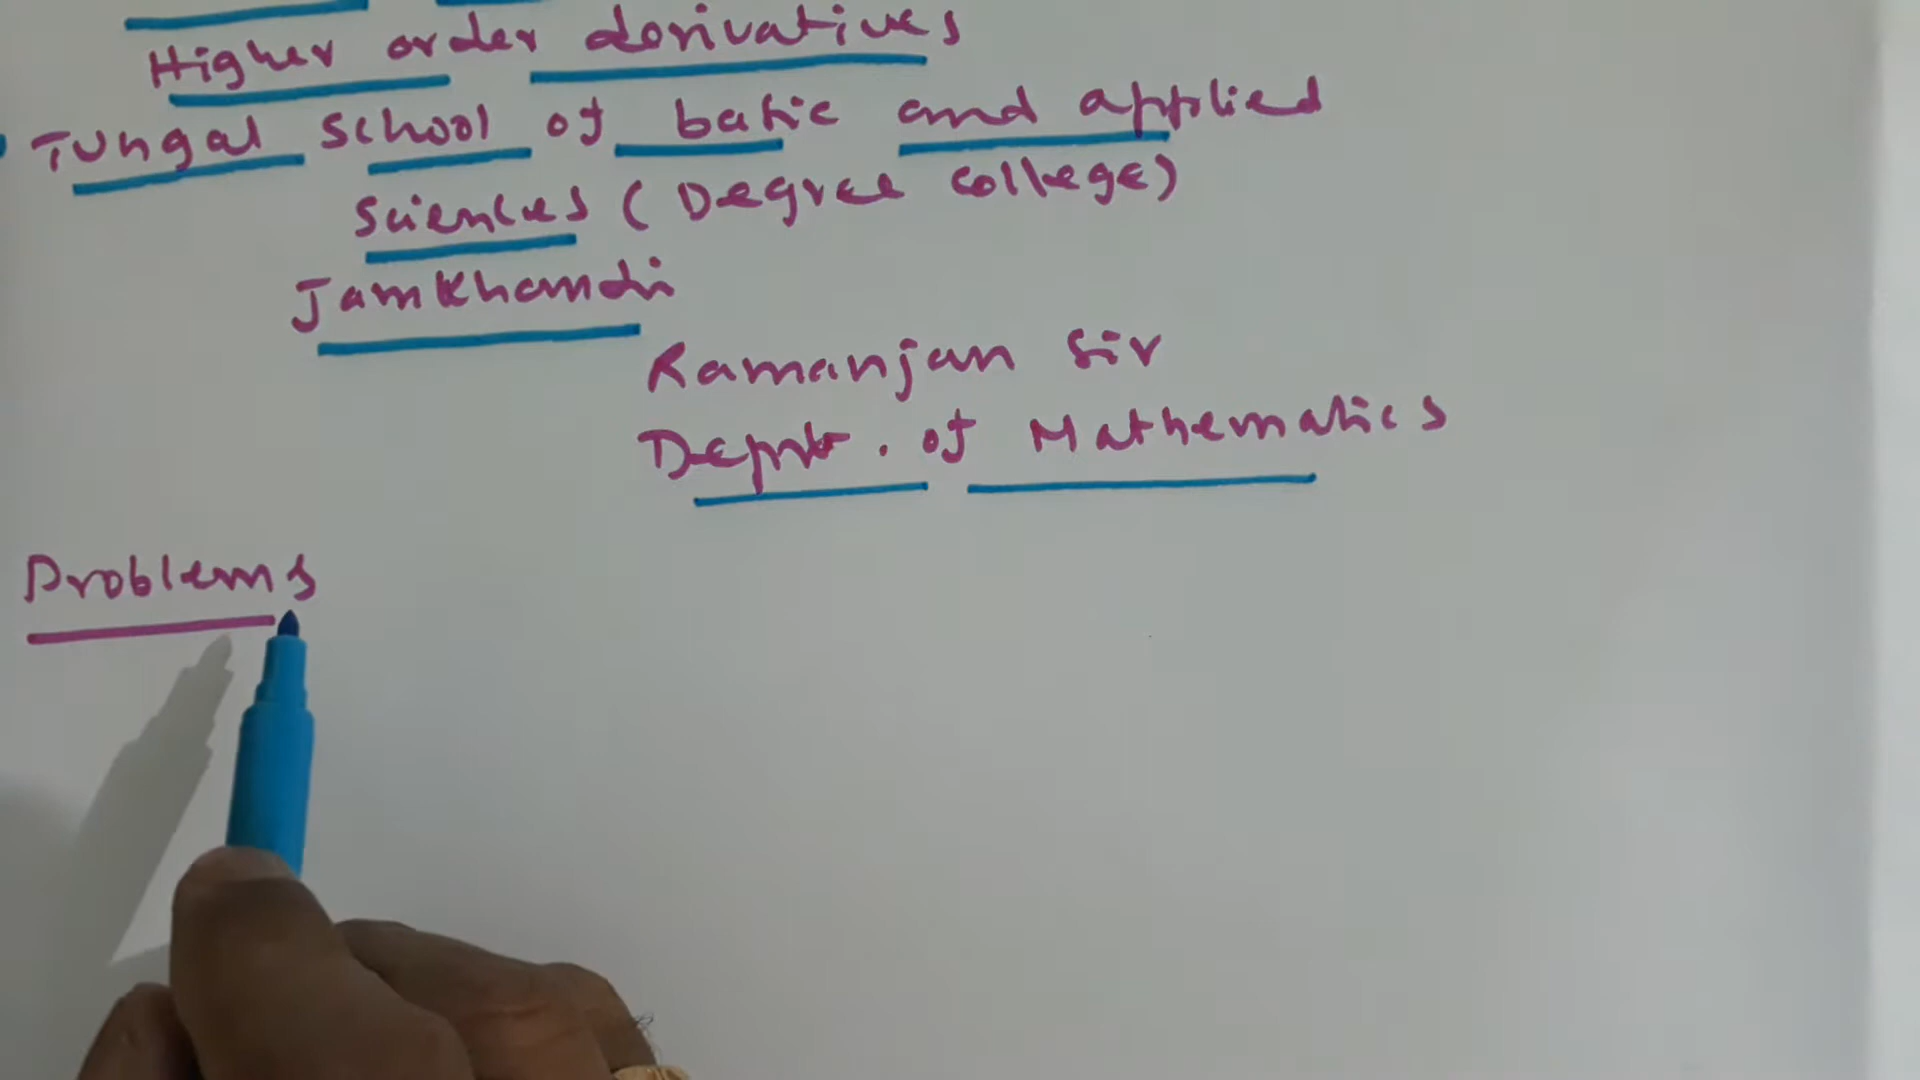 Higher order derivatives
Tungal School of basic and applied
Sciences (Degree college)
Jamkhandi
Ramanjan Sir
Dept. of Mathematics
Problems